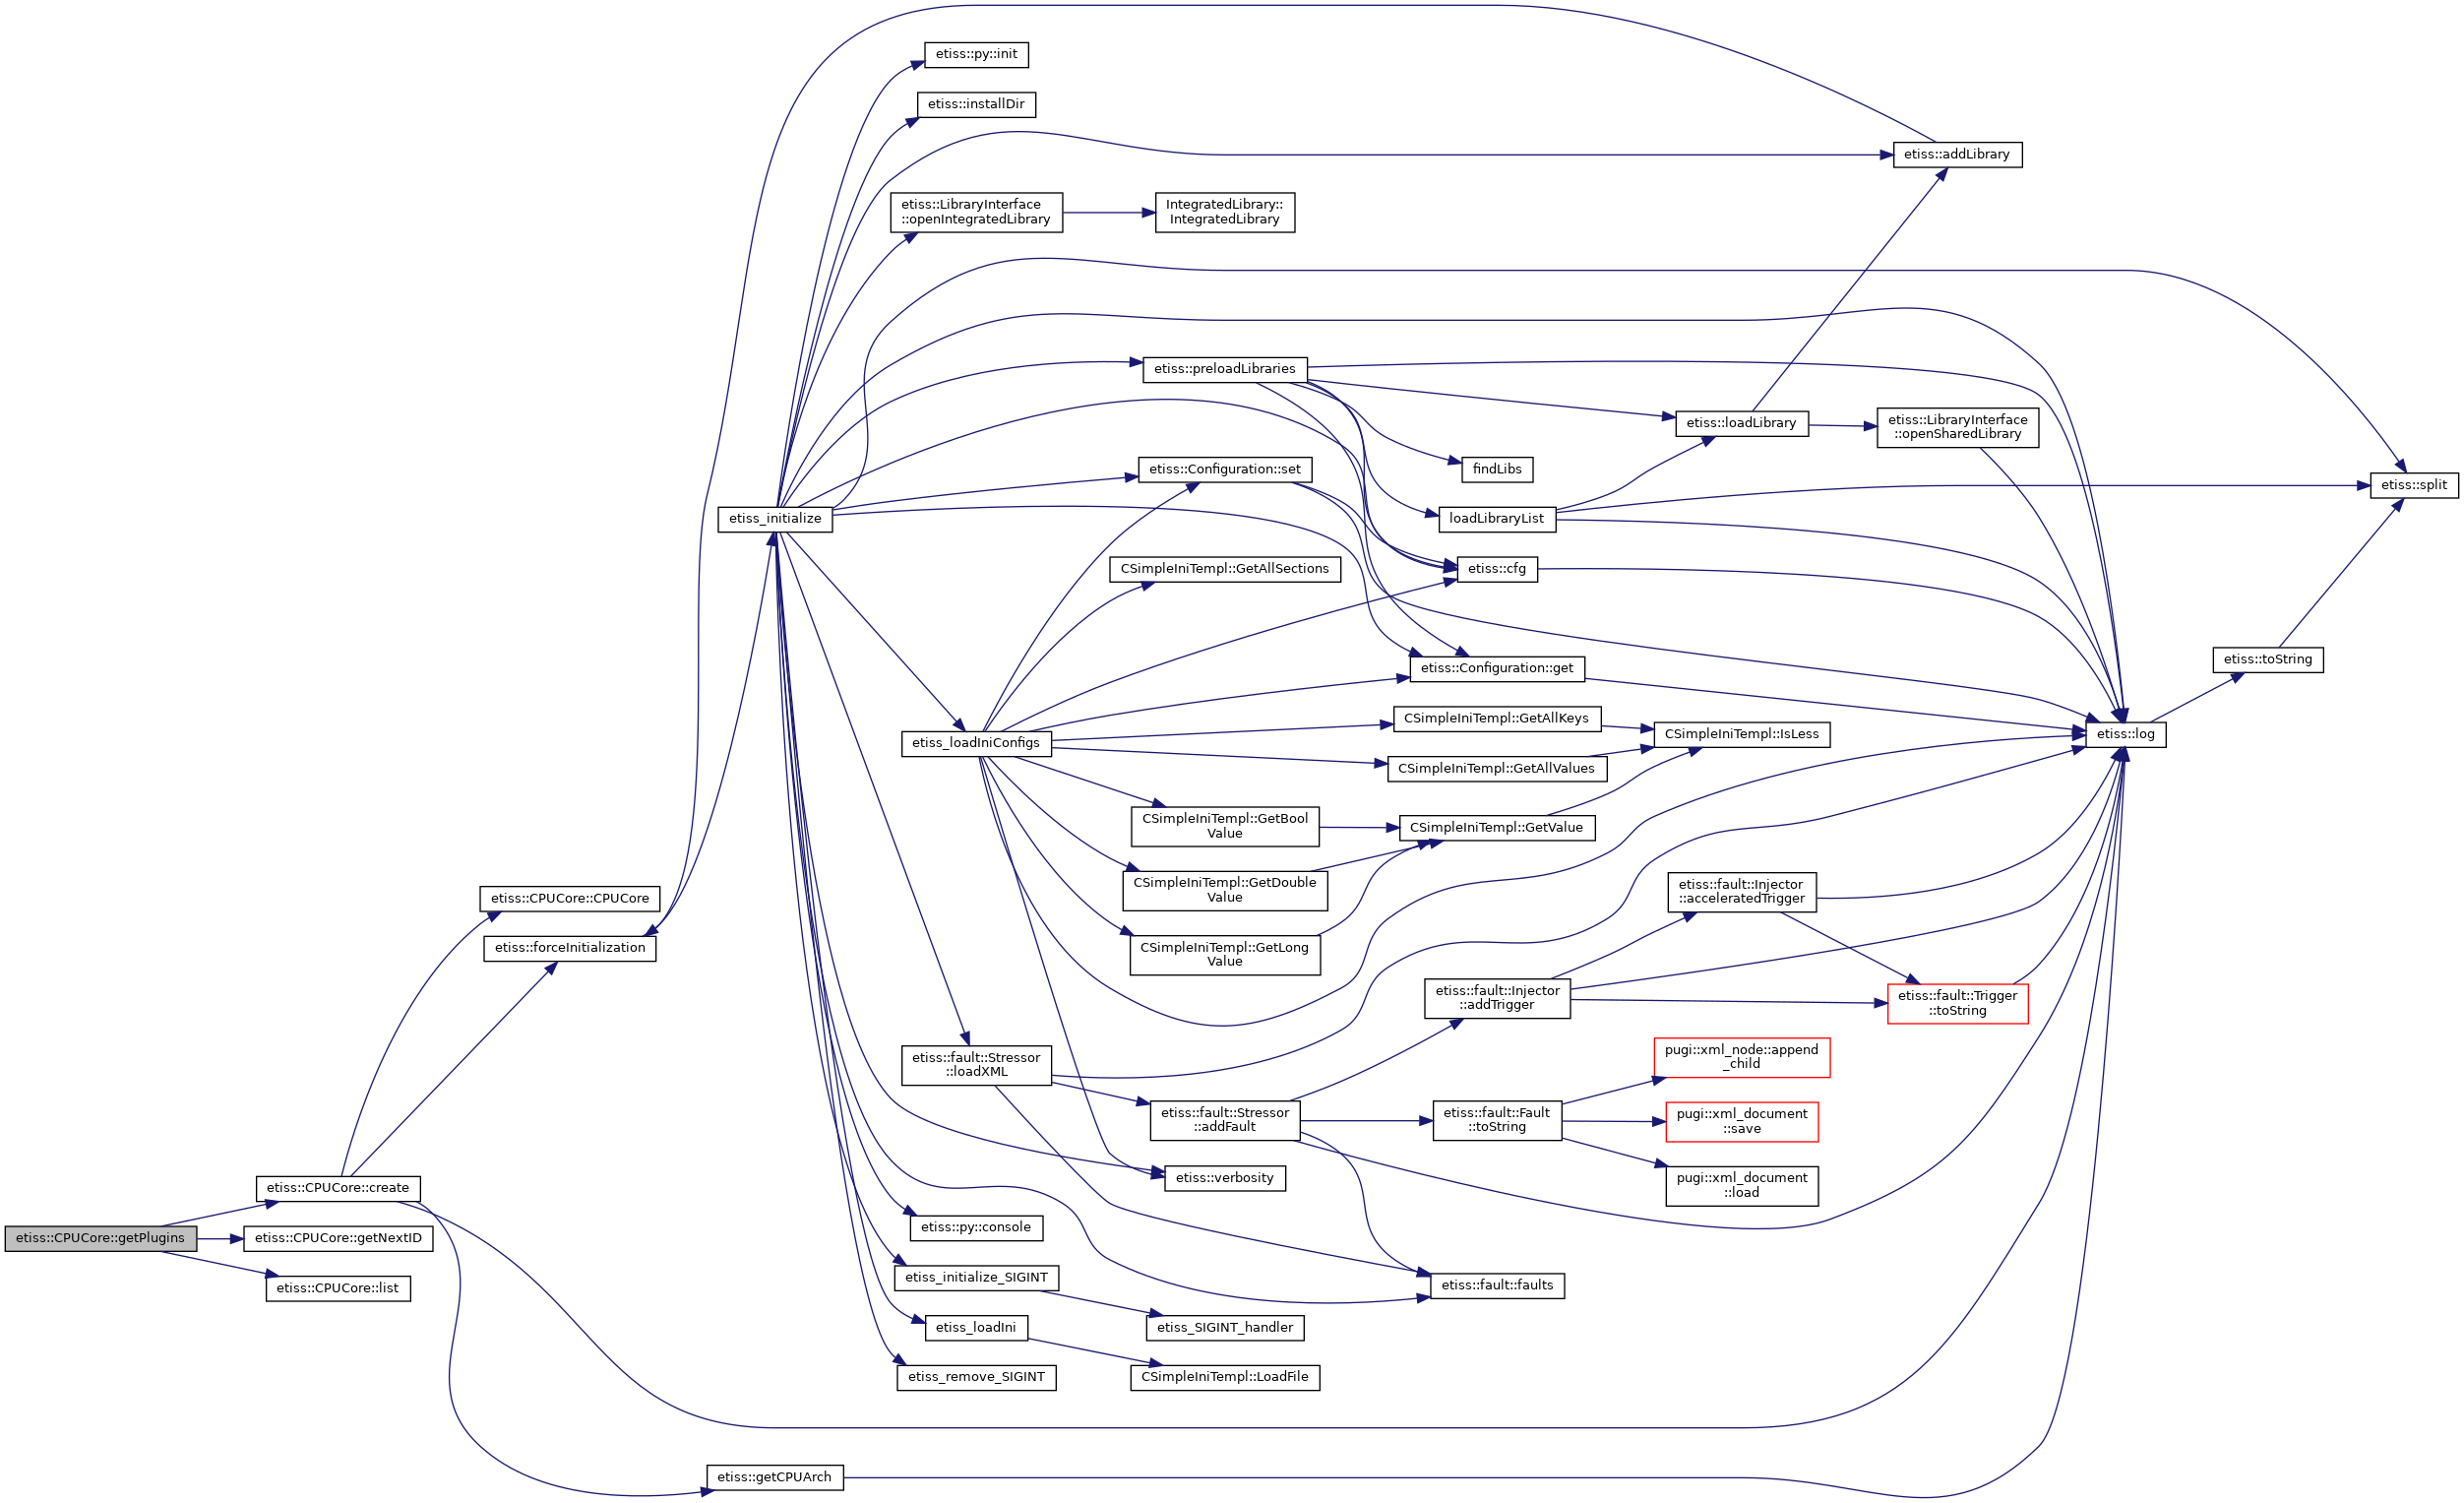 etiss::py::init
etiss::installDir
etiss::addLibrary
etiss::LibraryInterface
::openIntegratedLibrary
IntegratedLibrary::
IntegratedLibrary
etiss::preloadLibraries
etiss::loadLibrary
etiss::LibraryInterface
::openSharedLibrary
etiss::Configuration::set
findLibs
etiss::split
etiss_initialize
loadLibraryList
CSimpleIniTempl::GetAllSections
etiss::cfg
etiss::toString
etiss::Configuration::get
CSimpleIniTempl::GetAllKeys
CSimpleIniTempl::IsLess
etiss::log
etiss_loadIniConfigs
CSimpleIniTempl::GetAllValues
CSimpleIniTempl::GetBool
Value
CSimpleIniTempl::GetValue
CSimpleIniTempl::GetDouble
Value
etiss::fault::Injector
::acceleratedTrigger
etiss::CPUCore::CPUCore
etiss::forceInitialization
CSimpleIniTempl::GetLong
Value
etiss::fault::Injector
::addTrigger
etiss::fault::Trigger
::toString
etiss::fault::Stressor
::loadXML
pugi::xml_node::append
_child
etiss::fault::Stressor
::addFault
etiss::fault::Fault
::toString
pugi::xml_document
::save
etiss::verbosity
pugi::xml_document
::load
etiss::CPUCore::create
etiss::py::console
etiss::CPUCore::getPlugins
etiss::CPUCore::getNextID
etiss::CPUCore::list
etiss_initialize_SIGINT
etiss::fault::faults
etiss_loadIni
etiss_SIGINT_handler
etiss_remove_SIGINT
CSimpleIniTempl::LoadFile
etiss::getCPUArch